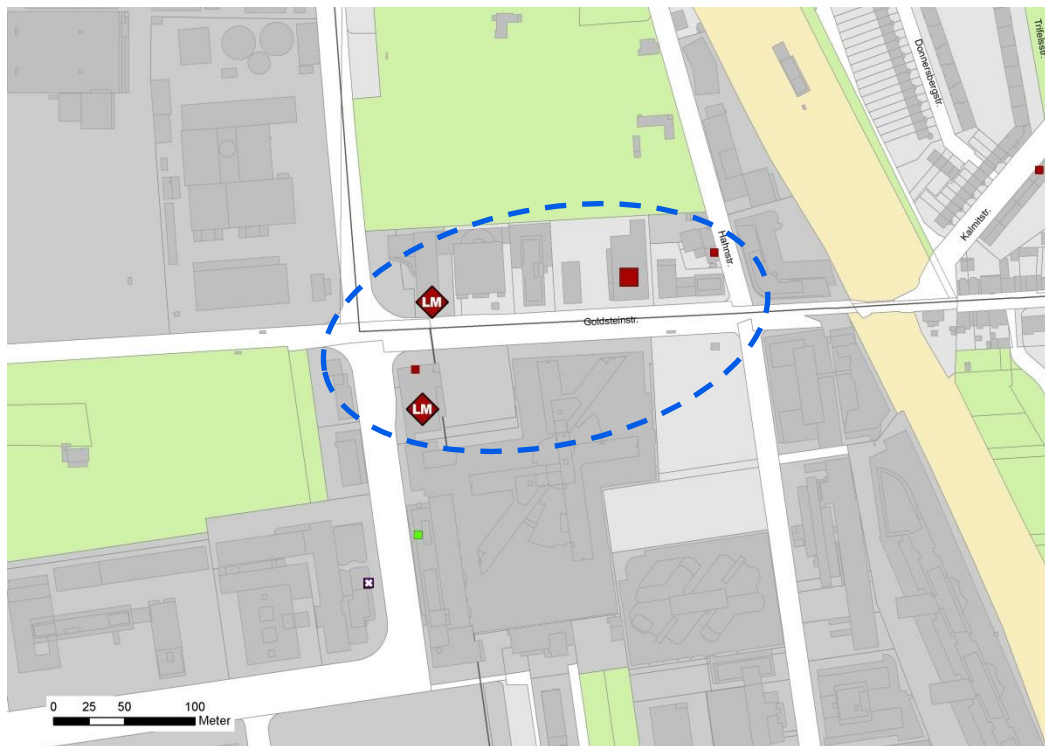 Trifelsstr.
Donnersbergstr.
Kalmitstr.
Hahnstr.
LM
Goldsteinstr.
LM
0 25 50 100
Meter